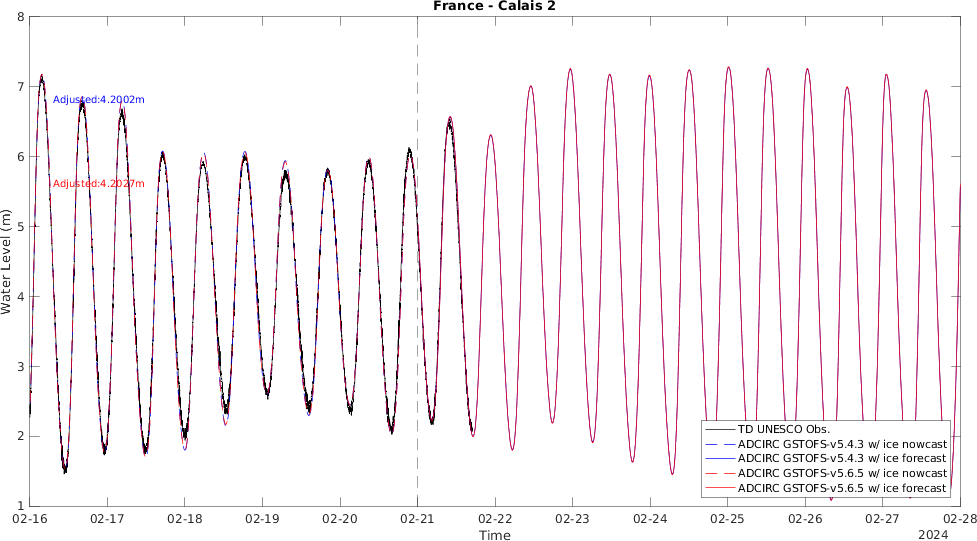 France - Calais 2
8
7
6
5
4
3
2
1
Water Level (m)
Adjusted:4.2002m
Adjusted:4.2027m
TD UNESCO Obs.
ADCIRC GSTOFS-v5.4.3 w/ ice nowcast
ADCIRC GSTOFS-v5.4.3 w/ ice forecast
ADCIRC GSTOFS-v5.6.5 w/ ice nowcast
ADCIRC GSTOFS-v5.6.5 w/ ice forecast
02-16 02-17 02-18 02-19 02-20 02-21 02-22 02-23 02-24 02-25 02-26 02-27 02-28
Time
2024